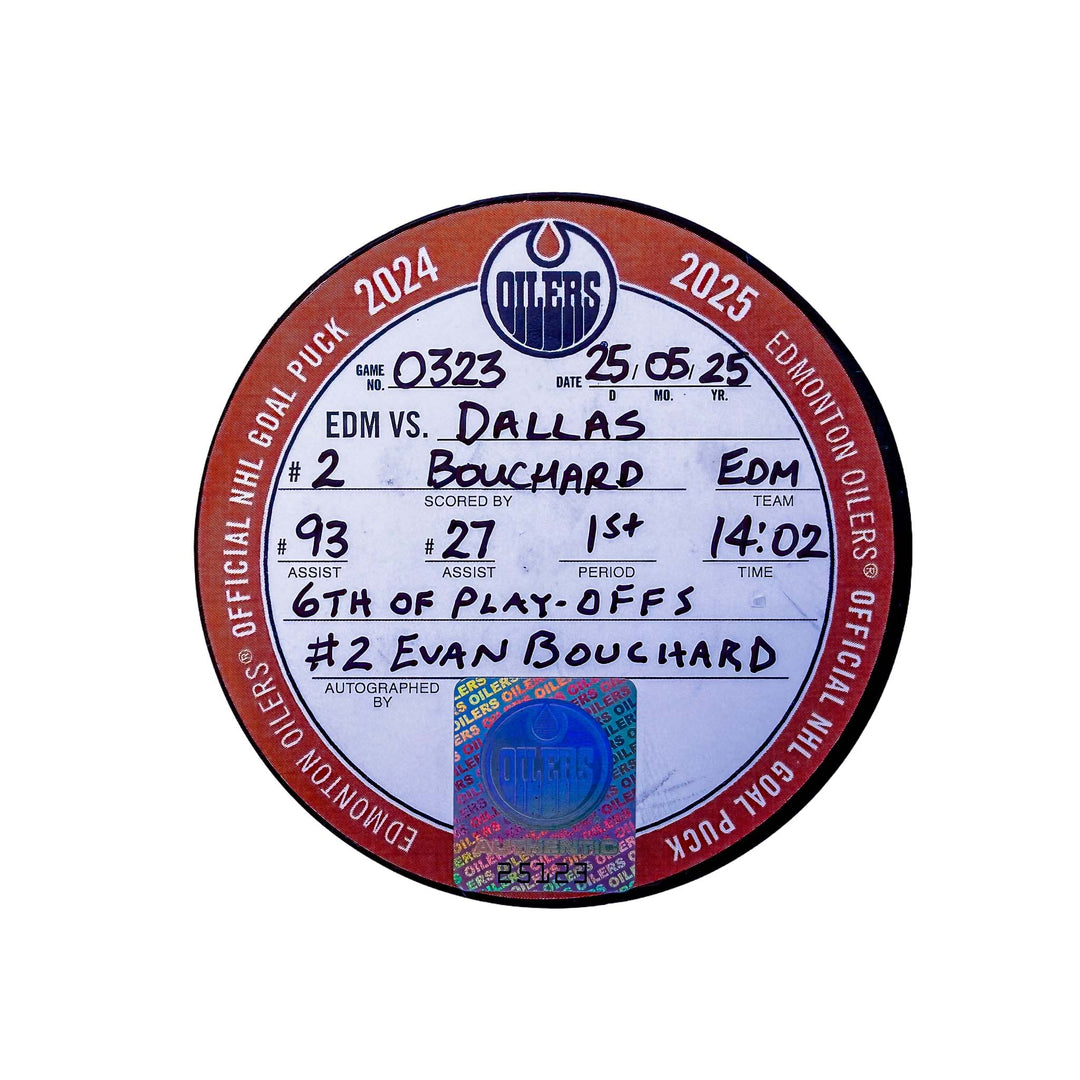 2024 2025
OFFICIAL NHL GOAL PUCK
EDMONTON OILERS®
EDMONTON OILERS®
OFFICIAL NHL GOAL PUCK
OILERS
GAME NO. 0323 DATE 25/05/25
D MO. YR.
EDM VS. DALLAS
#2 BOUCHARD EDM
SCORED BY TEAM
#93 #27 1st 14:02
ASSIST ASSIST PERIOD TIME
6TH OF PLAY-OFFS
#2 EVAN BOUCHARD
AUTOGRAPHED
BY
OILERS
AUTHENTIC
25123